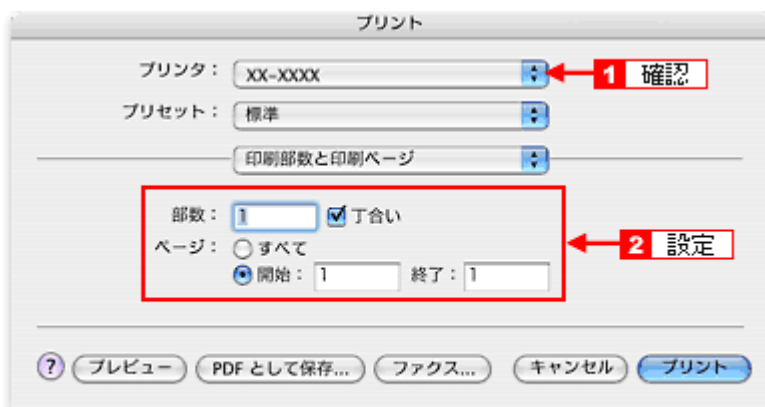 プリント
プリンタ： XX-XXXX 1 確認
プリセット： 標準
印刷部数と印刷ページ
部数： 1 丁合い
ページ： すべて
開始： 1 終了： 1
2 設定
? プレビュー PDF として保存... ファクス... キャンセル プリント